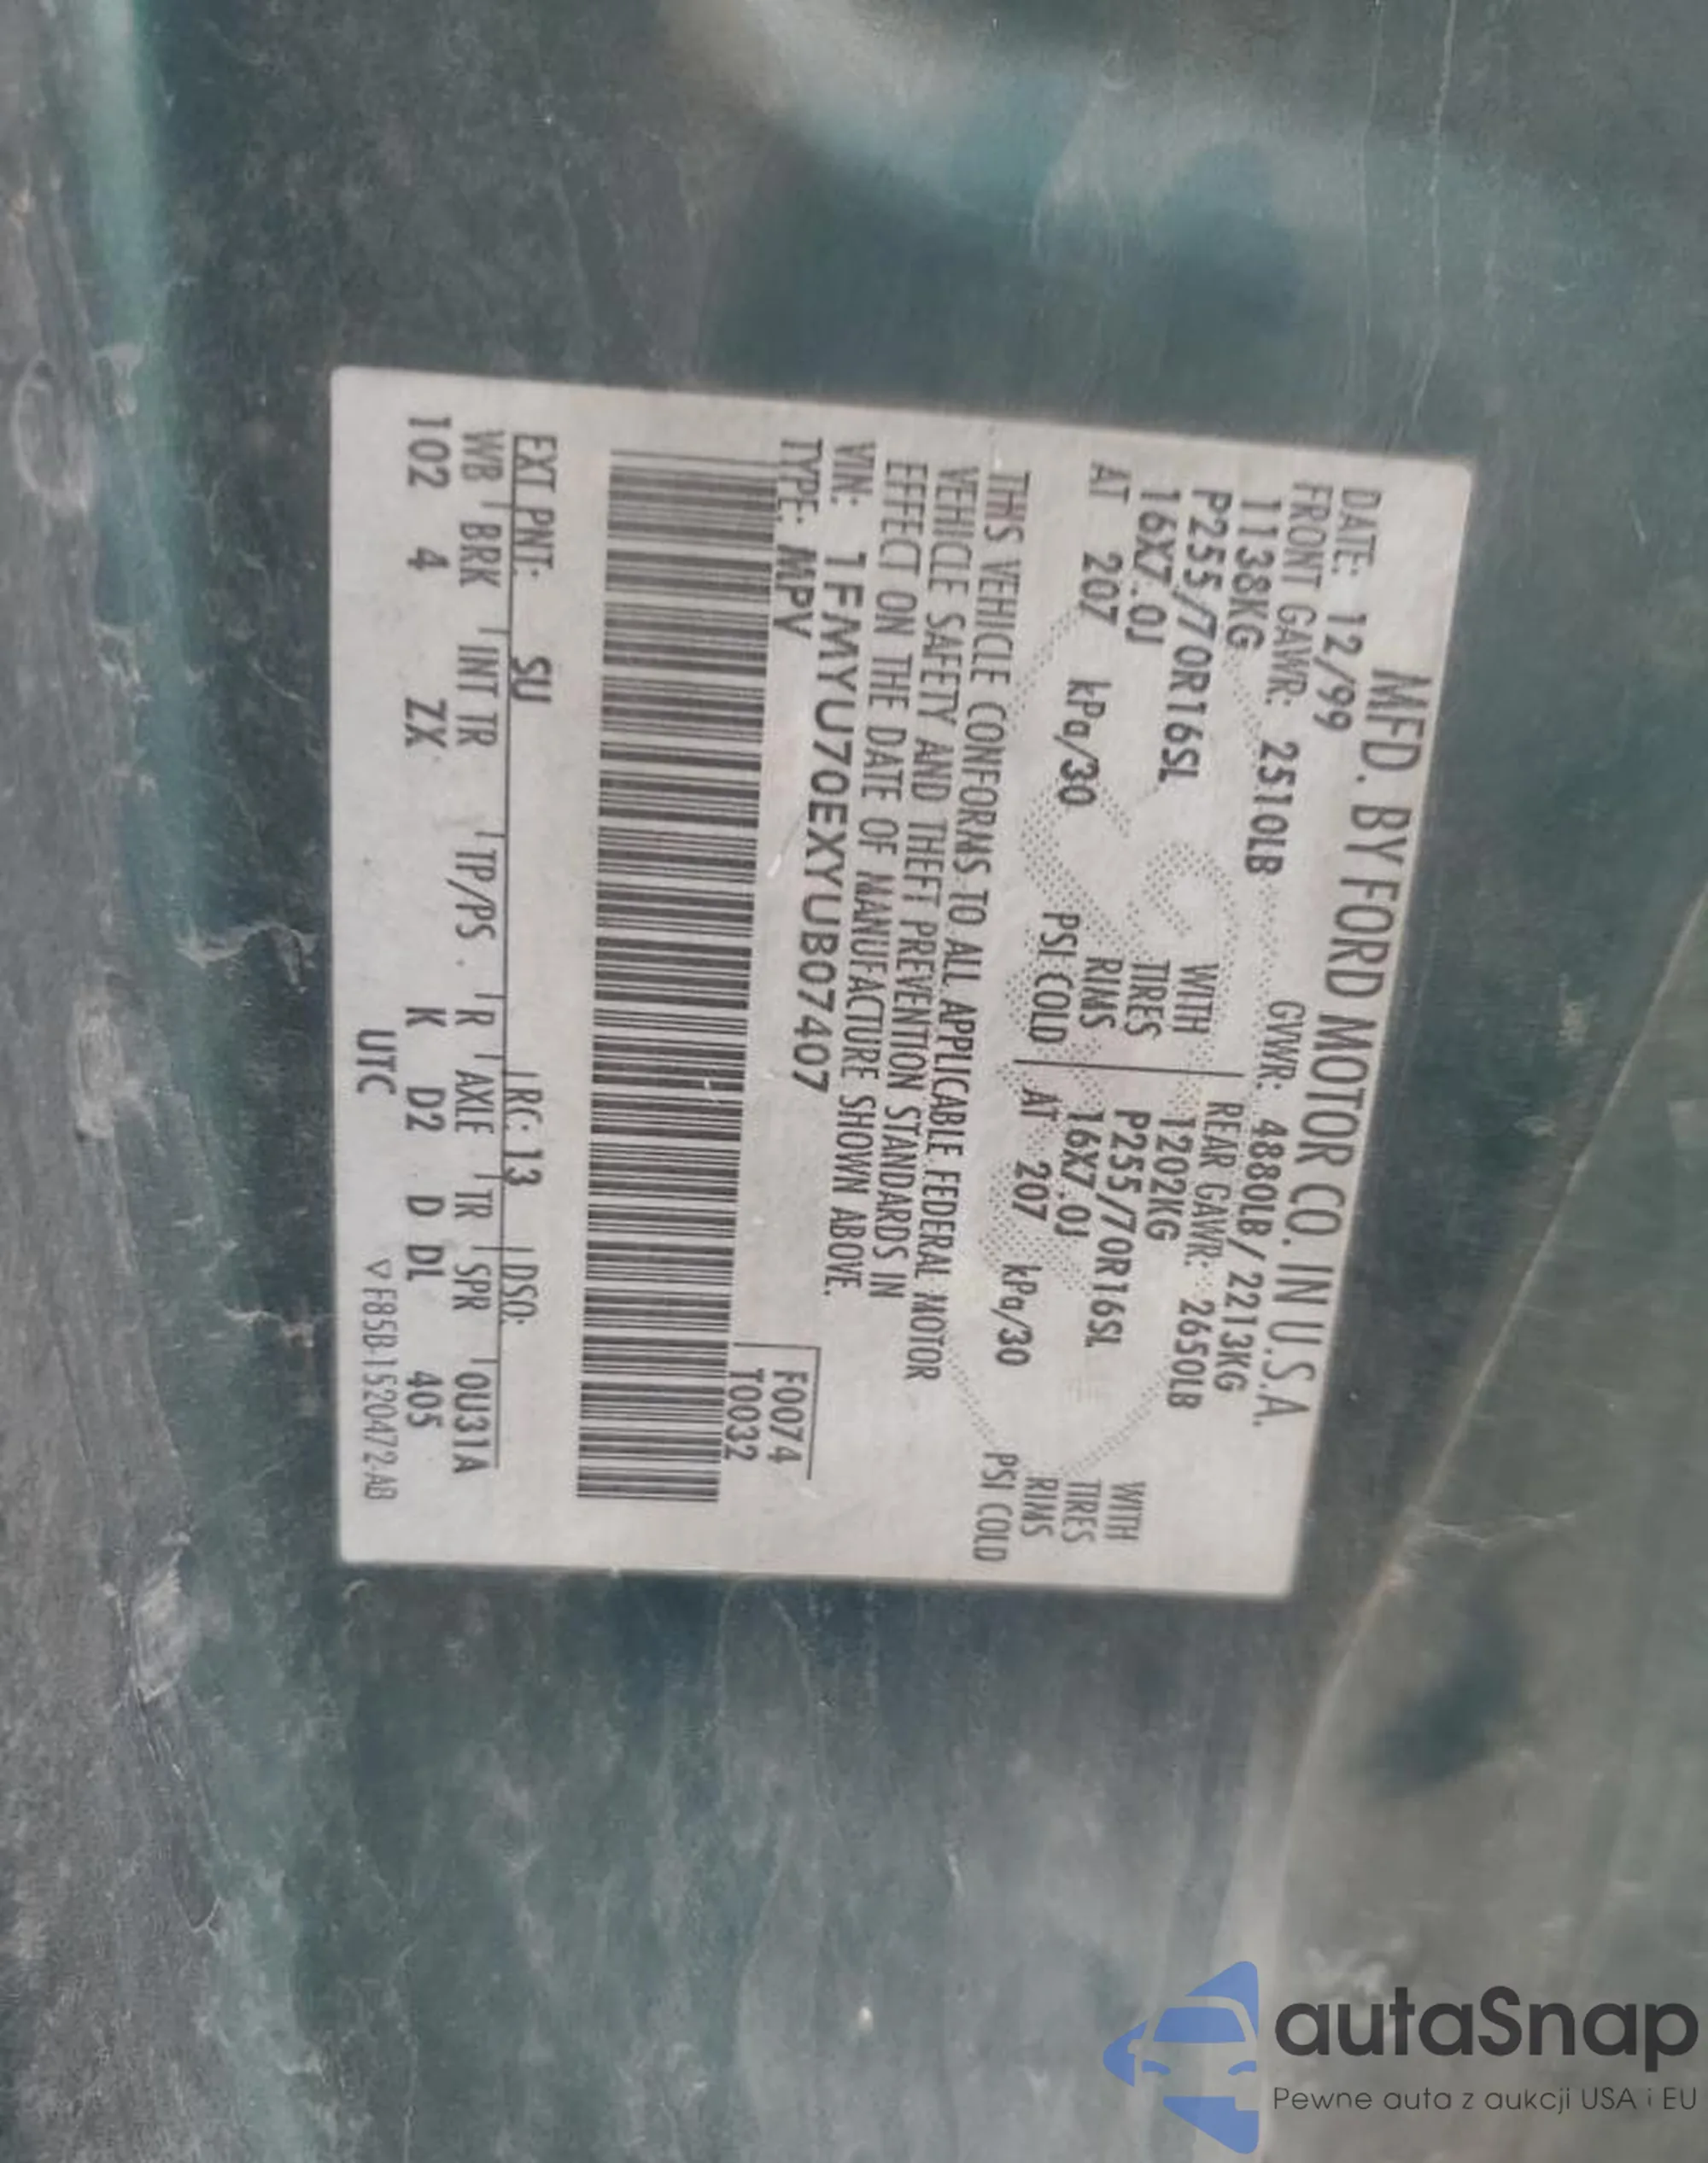 MFD. BY FORD MOTOR CO. IN U.S.A.
DATE: 12/99 GVWR: 4880LB/2213KG
FRONT GAWR: 2510LB REAR GAWR: 2650LB
1138KG WITH 1202KG WITH
P255/70R16SL TIRES P255/70R16SL TIRES
16X7.0J RIMS 16X7.0J RIMS
AT 207 kPa/30 PSI COLD AT 207 kPa/30 PSI COLD
THIS VEHICLE CONFORMS TO ALL APPLICABLE FEDERAL MOTOR
VEHICLE SAFETY AND THEFT PREVENTION STANDARDS IN
EFFECT ON THE DATE OF MANUFACTURE SHOWN ABOVE.
VIN: 1FMYU70EXYUB07407
TYPE: MPV
F0074
T0032
EXT PNT: SU RC: 13 DSO:
WB BRK INT TR TP/PS R AXLE TR SPR 0U31A
102 4 ZX K D2 D DL 405
UTC ▽ F85B-1520472-AB
autaSnap
Pewne auta z aukcji USA i EU